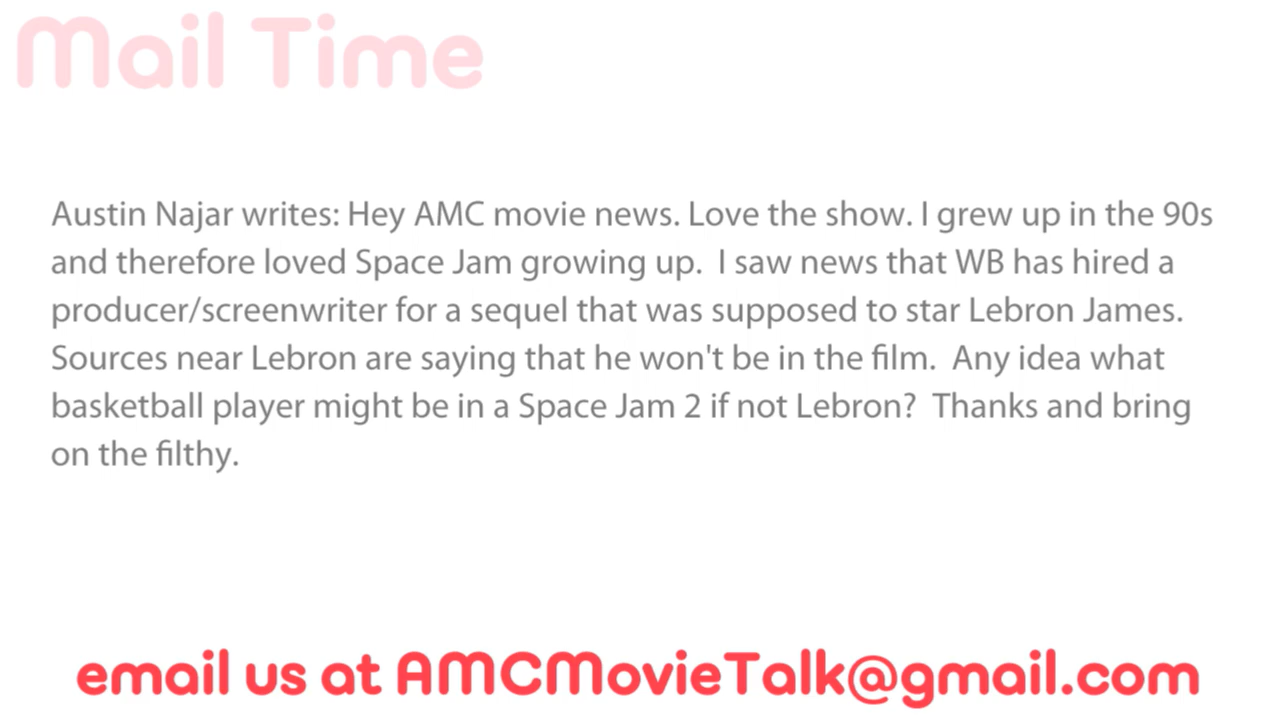 Mail Time
Austin Najar writes: Hey AMC movie news. Love the show. I grew up in the 90s
and therefore loved Space Jam growing up.  I saw news that WB has hired a
producer/screenwriter for a sequel that was supposed to star Lebron James.
Sources near Lebron are saying that he won't be in the film.  Any idea what
basketball player might be in a Space Jam 2 if not Lebron?  Thanks and bring
on the filthy.
email us at AMCMovieTalk@gmail.com